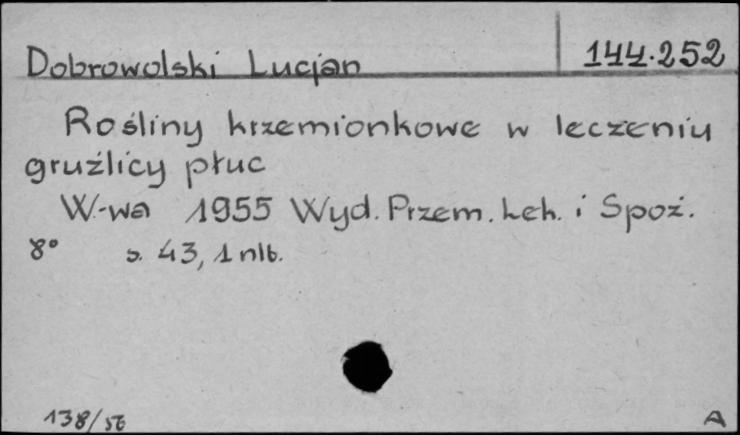 Dobrowolski Lucjan 144.252
Rośliny krzemionkowe w leczeniu
gruźlicy płuc
W.-wa 1955 Wyd. Przem. Lek. i Spoż.
8° s. 43, 1 nlb.
138/56 A